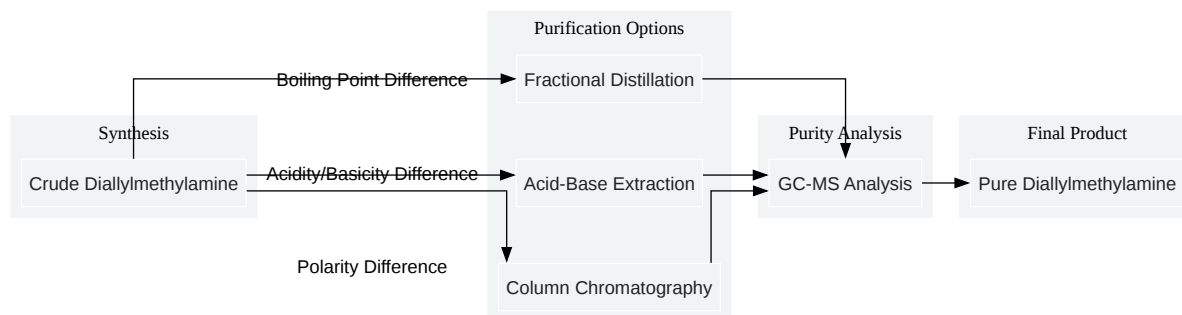 Purification Options
Boiling Point Difference
Fractional Distillation
Synthesis
Purity Analysis
Final Product
Crude Diallylmethylamine
Acidity/Basicity Difference
Acid-Base Extraction
GC-MS Analysis
Pure Diallylmethylamine
Polarity Difference
Column Chromatography